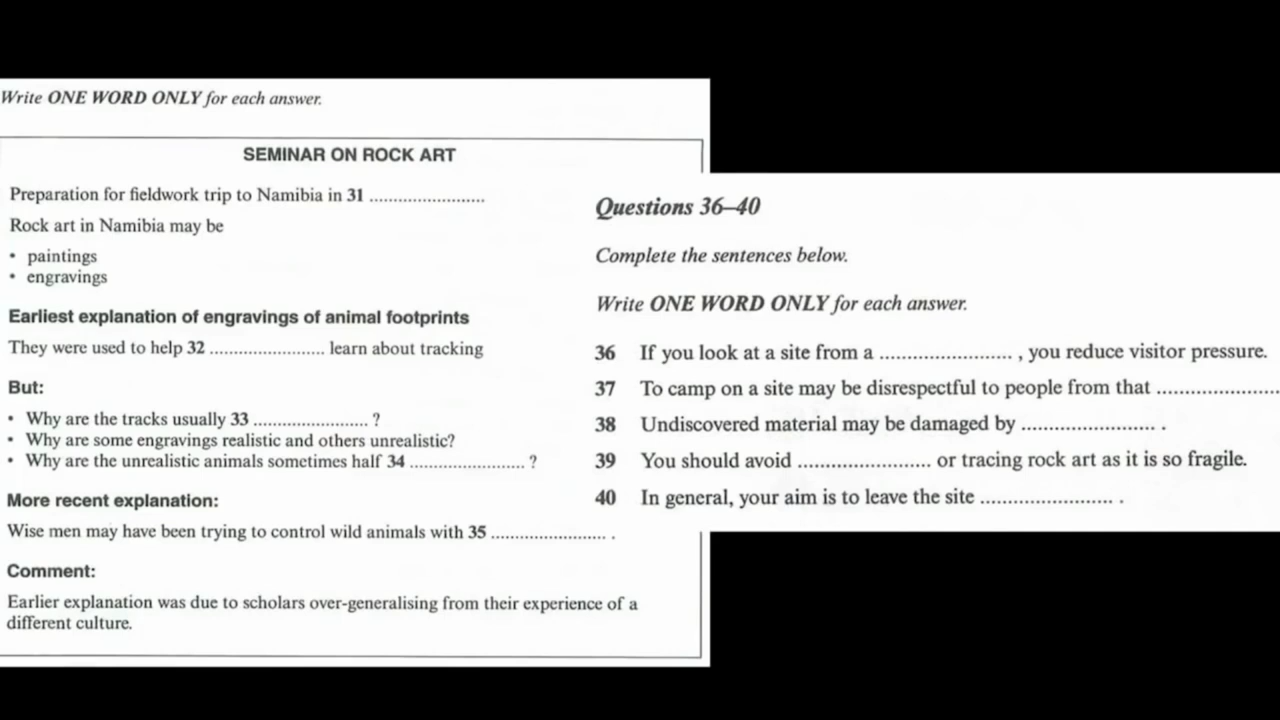 Write ONE WORD ONLY for each answer.
SEMINAR ON ROCK ART
Preparation for fieldwork trip to Namibia in 31 ........................
Rock art in Namibia may be
• paintings
• engravings
Earliest explanation of engravings of animal footprints
They were used to help 32 ........................ learn about tracking
But:
• Why are the tracks usually 33 ........................ ?
• Why are some engravings realistic and others unrealistic?
• Why are the unrealistic animals sometimes half 34 ........................ ?
More recent explanation:
Wise men may have been trying to control wild animals with 35 ........................ .
Comment:
Earlier explanation was due to scholars over-generalising from their experience of a
different culture.
Questions 36–40
Complete the sentences below.
Write ONE WORD ONLY for each answer.
36 If you look at a site from a ........................ , you reduce visitor pressure.
37 To camp on a site may be disrespectful to people from that ........................
38 Undiscovered material may be damaged by ........................ .
39 You should avoid ........................ or tracing rock art as it is so fragile.
40 In general, your aim is to leave the site ........................ .